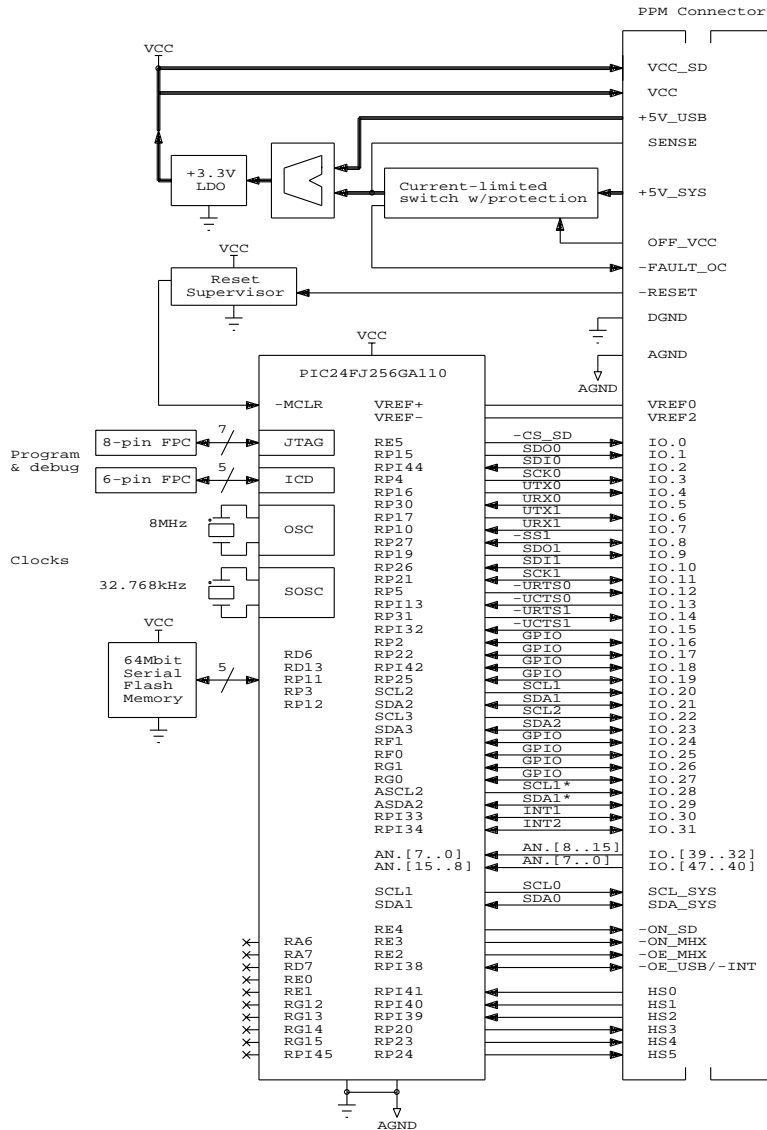 PPM Connector
VCC
VCC_SD
VCC
+5V_USB
SENSE
+3.3V
LDO
Current-limited
switch w/protection
+5V_SYS
OFF_VCC
VCC
-FAULT_OC
Reset
Supervisor
-RESET
DGND
VCC
AGND
PIC24FJ256GA110
AGND
-MCLR VREF+ VREF0
VREF- VREF2
Program
& debug
8-pin FPC 7 JTAG RE5 -CS_SD IO.0
RP15 SDO0 IO.1
RPI44 SDI0 IO.2
6-pin FPC 5 ICD RP4 SCK0 IO.3
RP16 UTX0 IO.4
RP30 URX0 IO.5
RP17 UTX1 IO.6
8MHz OSC RP10 URX1 IO.7
RP27 -SS1 IO.8
RP19 SDO1 IO.9
Clocks
RP26 SDI1 IO.10
RP21 SCK1 IO.11
32.768kHz SOSC RP5 -URTS0 IO.12
RPI13 -UCTS0 IO.13
RP31 -URTS1 IO.14
VCC
RPI32 -UCTS1 IO.15
RP2 GPIO IO.16
64Mbit
Serial
Flash
Memory
5
RD6 RP22 GPIO IO.17
RD13 RPI42 GPIO IO.18
RP11 RP25 GPIO IO.19
RP3 SCL2 SCL1 IO.20
RP12 SDA2 SDA1 IO.21
SCL3 SCL2 IO.22
SDA3 SDA2 IO.23
RF1 GPIO IO.24
RF0 GPIO IO.25
RG1 GPIO IO.26
RG0 GPIO IO.27
ASCL2 SCL1* IO.28
ASDA2 SDA1* IO.29
RPI33 INT1 IO.30
RPI34 INT2 IO.31
AN.[7..0] AN.[8..15] IO.[39..32]
AN.[15..8] AN.[7..0] IO.[47..40]
SCL1 SCL0 SCL_SYS
SDA1 SDA0 SDA_SYS
RE4 -ON_SD
RA6 RE3 -ON_MHX
RA7 RE2 -OE_MHX
RD7 RPI38 -OE_USB/-INT
RE0
RE1 RPI41 HS0
RG12 RPI40 HS1
RG13 RPI39 HS2
RG14 RP20 HS3
RG15 RP23 HS4
RPI45 RP24 HS5
AGND